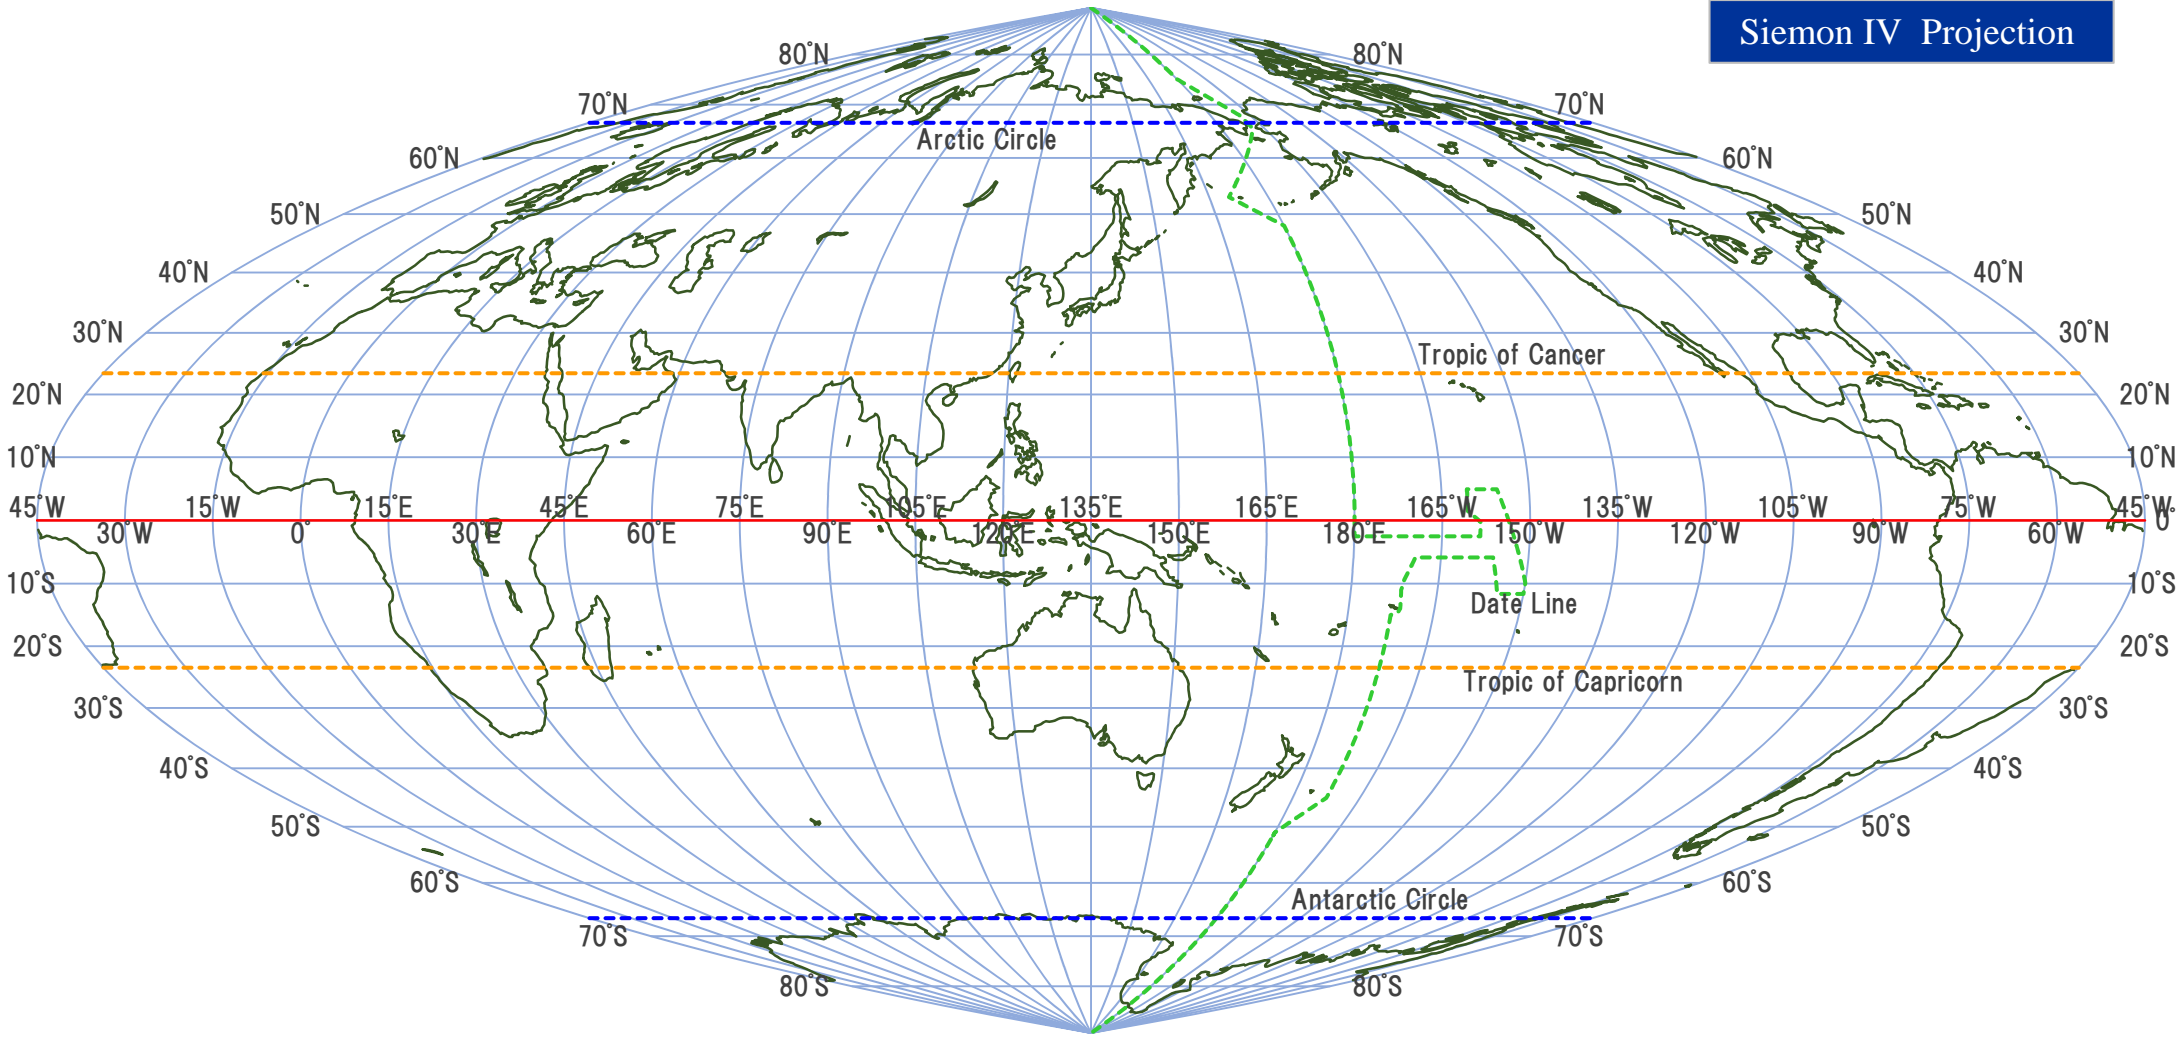 Siemon IV Projection
80°N 80°N
70°N 70°N
Arctic Circle
60°N 60°N
50°N 50°N
40°N 40°N
30°N 30°N
Tropic of Cancer
20°N 20°N
10°N 10°N
45°W 15°W 15°E 45°E 75°E 105°E 135°E 165°E 165°W 135°W 105°W 75°W 45°W
0°
30°W 0° 30°E 60°E 90°E 120°E 150°E 180°E 150°W 120°W 90°W 60°W
10°S 10°S
Date Line
20°S 20°S
Tropic of Capricorn
30°S 30°S
40°S 40°S
50°S 50°S
60°S 60°S
Antarctic Circle
70°S 70°S
80°S 80°S